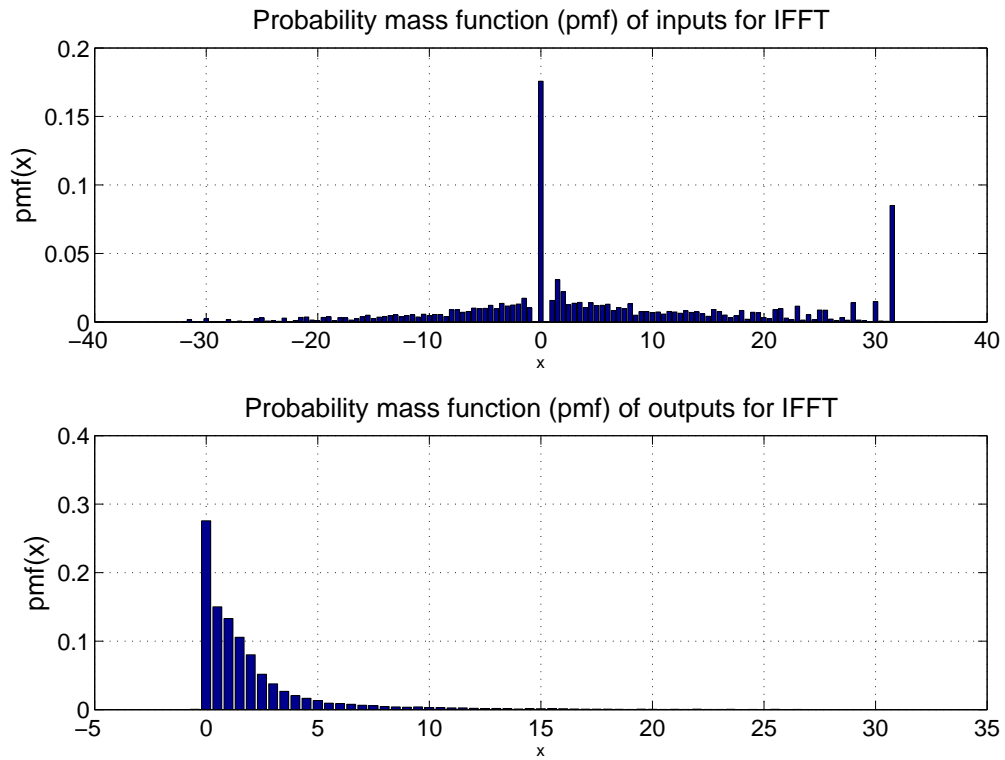 Probability mass function (pmf) of inputs for IFFT
0.2
0.15
0.1
0.05
0
pmf(x)
−40 −30 −20 −10 0 10 20 30 40
x
Probability mass function (pmf) of outputs for IFFT
0.4
0.3
0.2
0.1
0
pmf(x)
−5 0 5 10 15 20 25 30 35
x